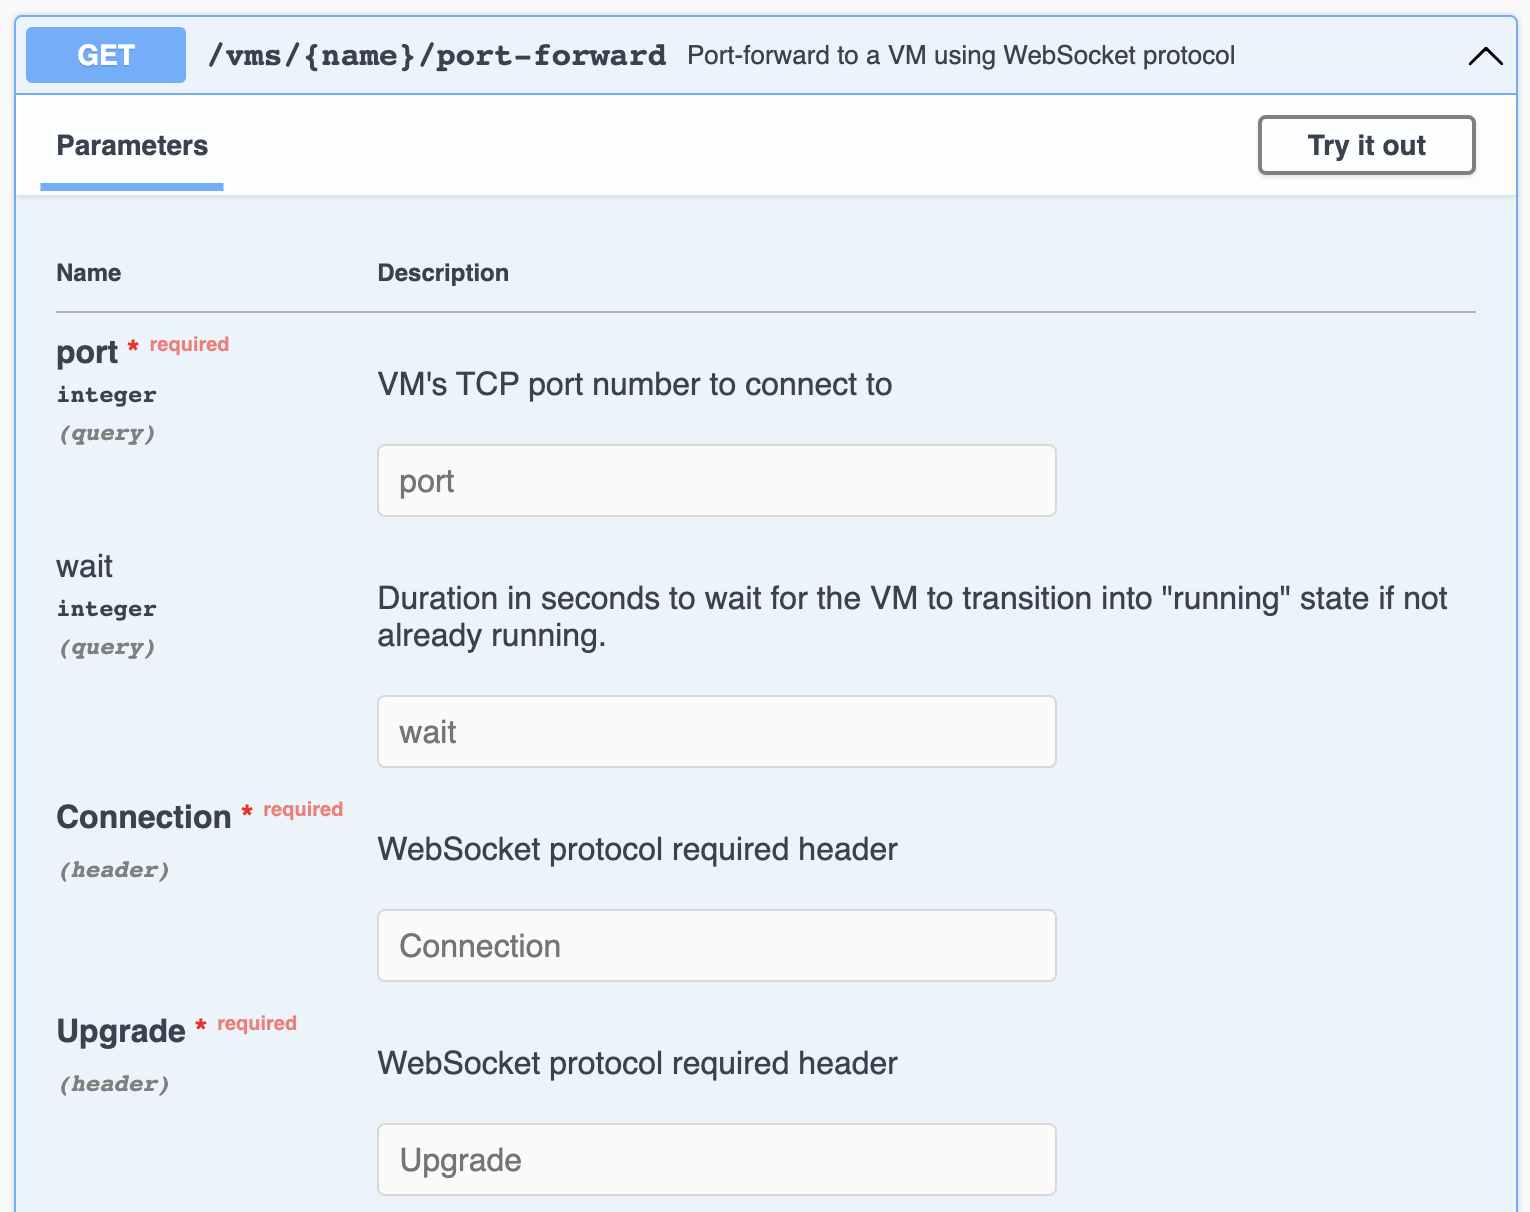 GET /vms/{name}/port-forward Port-forward to a VM using WebSocket protocol
Parameters Try it out
Name Description
port * required
integer
(query)
VM's TCP port number to connect to
port
wait
integer
(query)
Duration in seconds to wait for the VM to transition into "running" state if not
already running.
wait
Connection * required
(header)
WebSocket protocol required header
Connection
Upgrade * required
(header)
WebSocket protocol required header
Upgrade